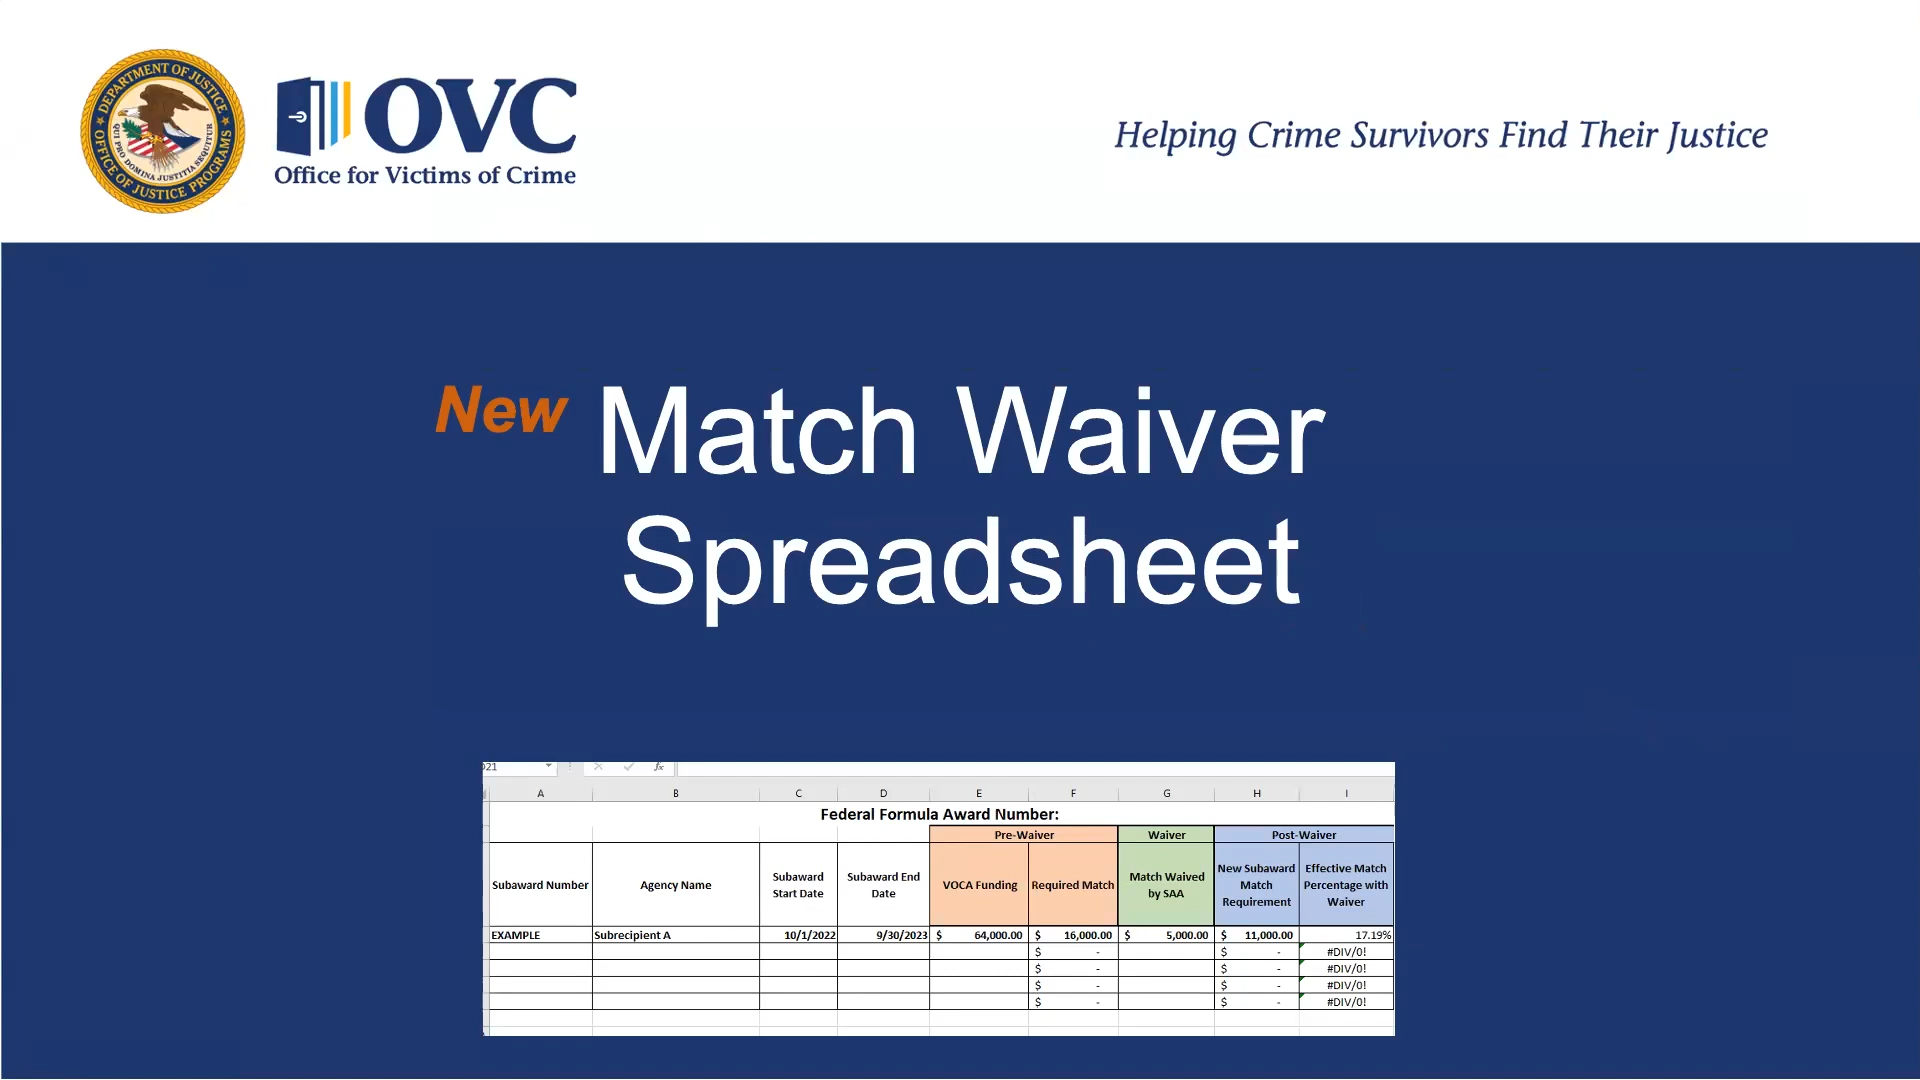 DEPARTMENT OF JUSTICE
OFFICE OF JUSTICE PROGRAMS
QUI PRO DOMINA JUSTITIA SEQUITUR
OVC
Office for Victims of Crime
Helping Crime Survivors Find Their Justice
New Match Waiver
Spreadsheet
fx
A B C D E F G H I
Federal Formula Award Number:
Pre-Waiver Waiver Post-Waiver
Subaward Number Agency Name Subaward Start Date Subaward End Date VOCA Funding Required Match Match Waived by SAA New Subaward Match Requirement Effective Match Percentage with Waiver
EXAMPLE Subrecipient A 10/1/2022 9/30/2023 $ 64,000.00 $ 16,000.00 $ 5,000.00 $ 11,000.00 17.19%
$ - $ - #DIV/0!
$ - $ - #DIV/0!
$ - $ - #DIV/0!
$ - $ - #DIV/0!